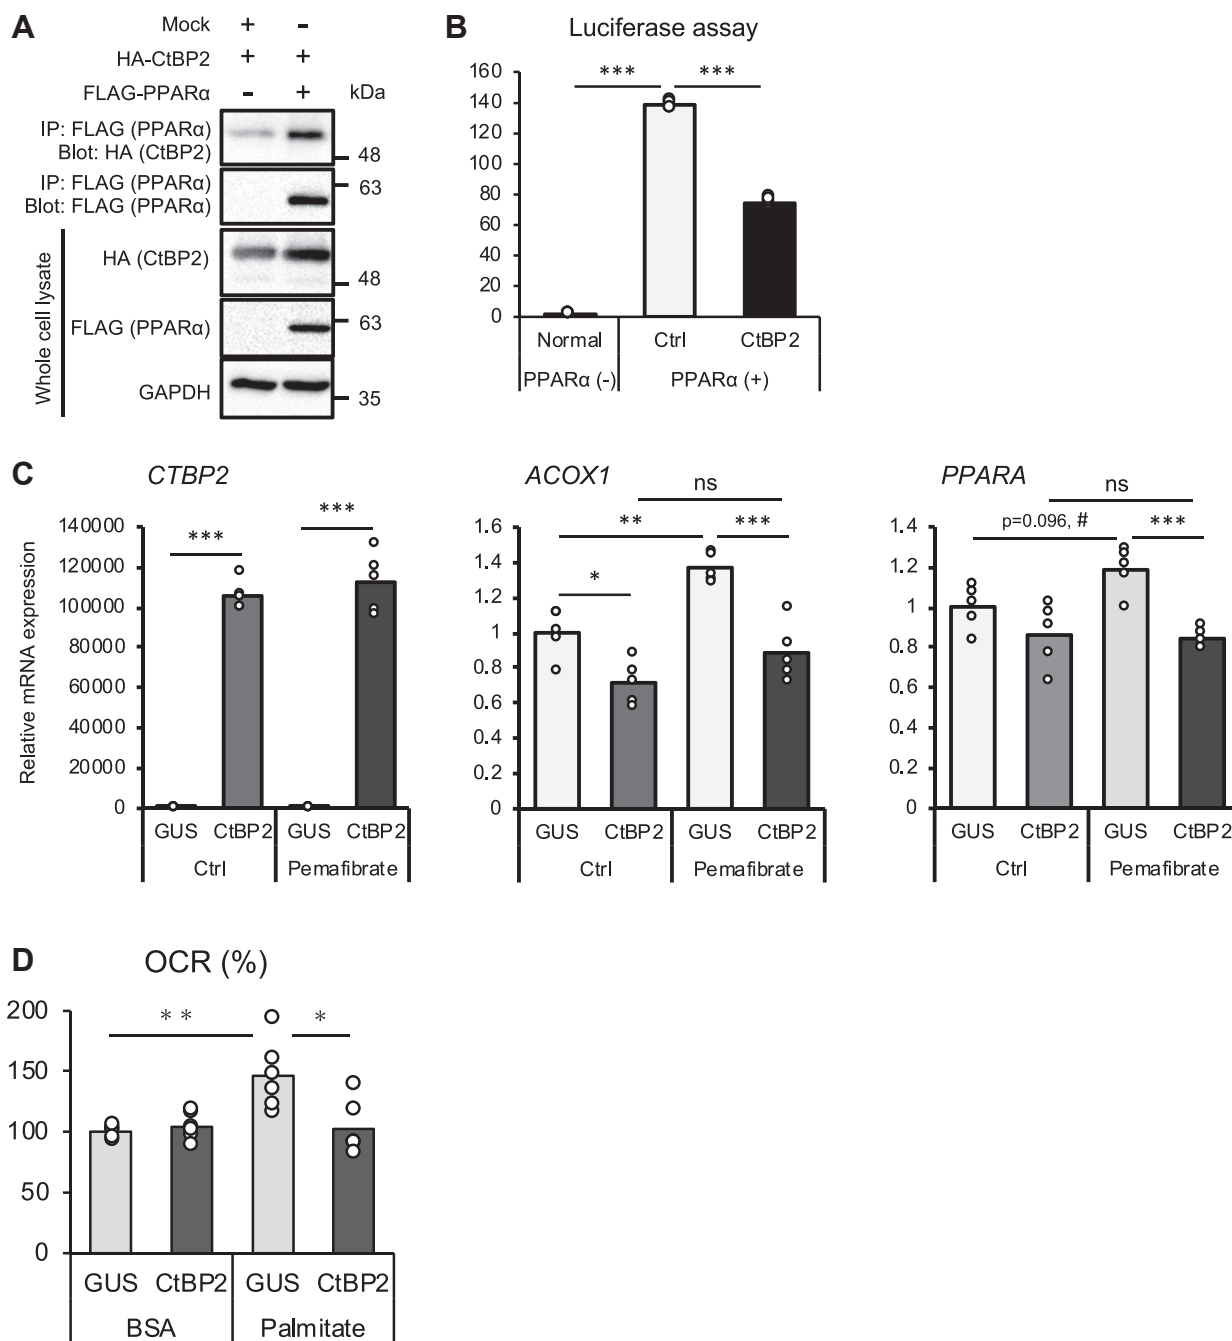 A
Mock + -
HA-CtBP2 + +
FLAG-PPARα - + kDa
IP: FLAG (PPARα)
Blot: HA (CtBP2)
48
IP: FLAG (PPARα)
Blot: FLAG (PPARα)
63
Whole cell lysate
HA (CtBP2)
48
FLAG (PPARα)
63
GAPDH
35
B
Luciferase assay
160
140
120
100
80
60
40
20
0
*** ***
Normal Ctrl CtBP2
PPARα (-) PPARα (+)
C
CTBP2
Relative mRNA expression
140000
120000
100000
80000
60000
40000
20000
0
*** ***
GUS CtBP2 GUS CtBP2
Ctrl Pemafibrate
ACOX1
ns
** ***
*
1.6
1.4
1.2
1
0.8
0.6
0.4
0.2
0
GUS CtBP2 GUS CtBP2
Ctrl Pemafibrate
PPARA
ns
p=0.096, # ***
1.4
1.2
1
0.8
0.6
0.4
0.2
0
GUS CtBP2 GUS CtBP2
Ctrl Pemafibrate
D
OCR (%)
200
150
100
50
0
** *
GUS CtBP2 GUS CtBP2
BSA Palmitate